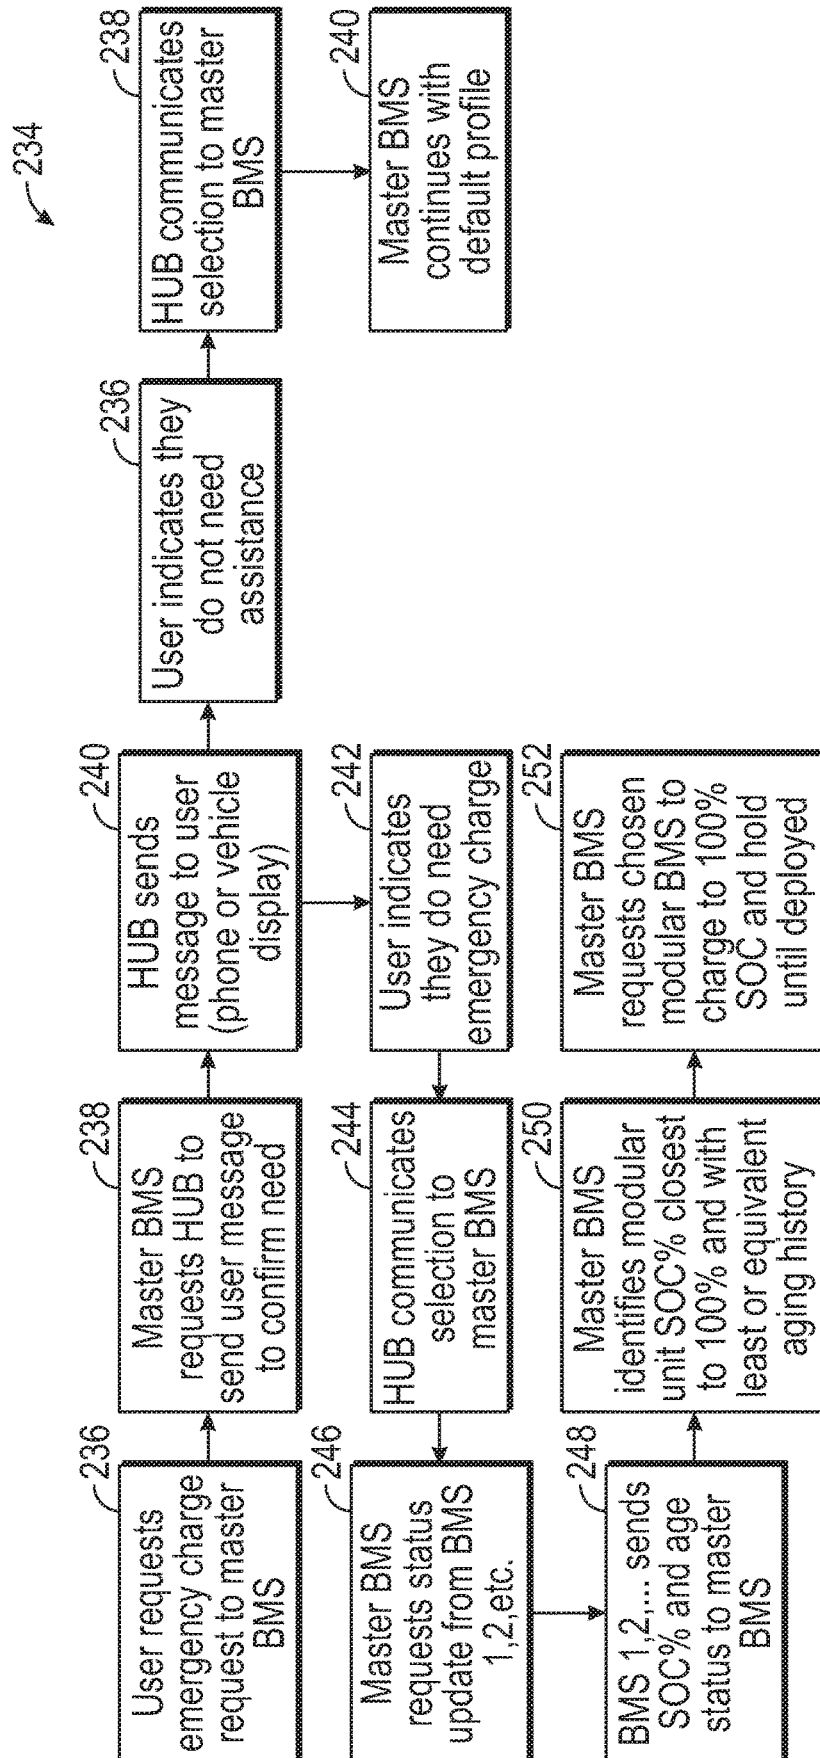 234
236
User requests
emergency charge
request to master
BMS
238
Master BMS
requests HUB to
send user message
to confirm need
240
HUB sends
message to user
(phone or vehicle
display)
236
User indicates they
do not need
assistance
238
HUB communicates
selection to master
BMS
240
Master BMS
continues with
default profile
242
User indicates
they do need
emergency charge
244
HUB communicates
selection to
master BMS
246
Master BMS
requests status
update from BMS
1,2,etc.
248
BMS 1,2,... sends
SOC% and age
status to master
BMS
250
Master BMS
identifies modular
unit SOC% closest
to 100% and with
least or equivalent
aging history
252
Master BMS
requests chosen
modular BMS to
charge to 100%
SOC and hold
until deployed